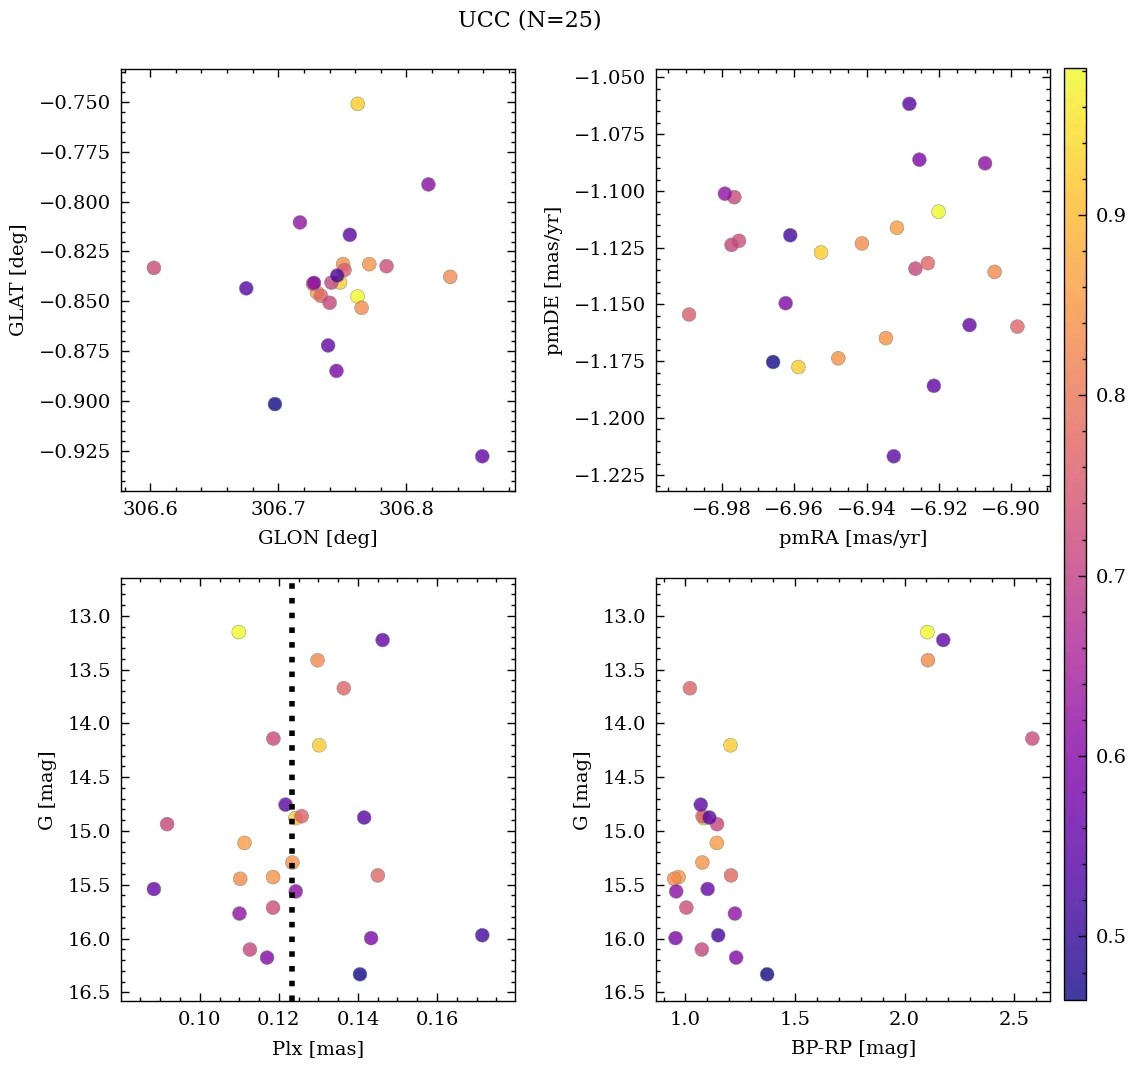 UCC (N=25)
−0.750
−0.775
−0.800
−0.825
−0.850
−0.875
−0.900
−0.925
GLAT [deg]
306.6 306.7 306.8
GLON [deg]
−1.050
−1.075
−1.100
−1.125
−1.150
−1.175
−1.200
−1.225
pmDE [mas/yr]
−6.98 −6.96 −6.94 −6.92 −6.90
pmRA [mas/yr]
13.0
13.5
14.0
14.5
15.0
15.5
16.0
16.5
G [mag]
0.10 0.12 0.14 0.16
Plx [mas]
13.0
13.5
14.0
14.5
15.0
15.5
16.0
16.5
G [mag]
1.0 1.5 2.0 2.5
BP-RP [mag]
0.9
0.8
0.7
0.6
0.5